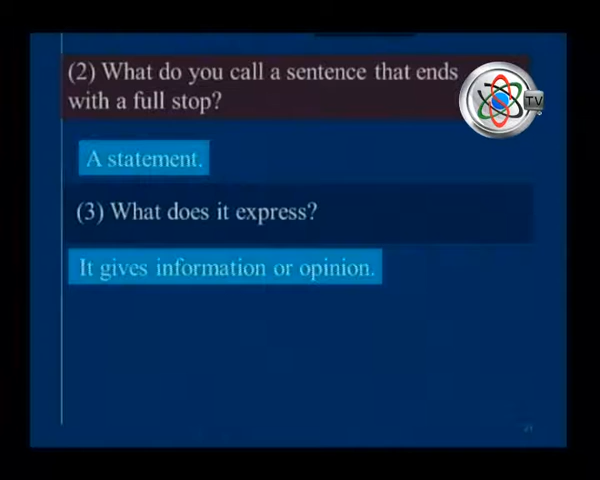 (2) What do you call a sentence that ends
with a full stop?
TV
A statement.
(3) What does it express?
It gives information or opinion.